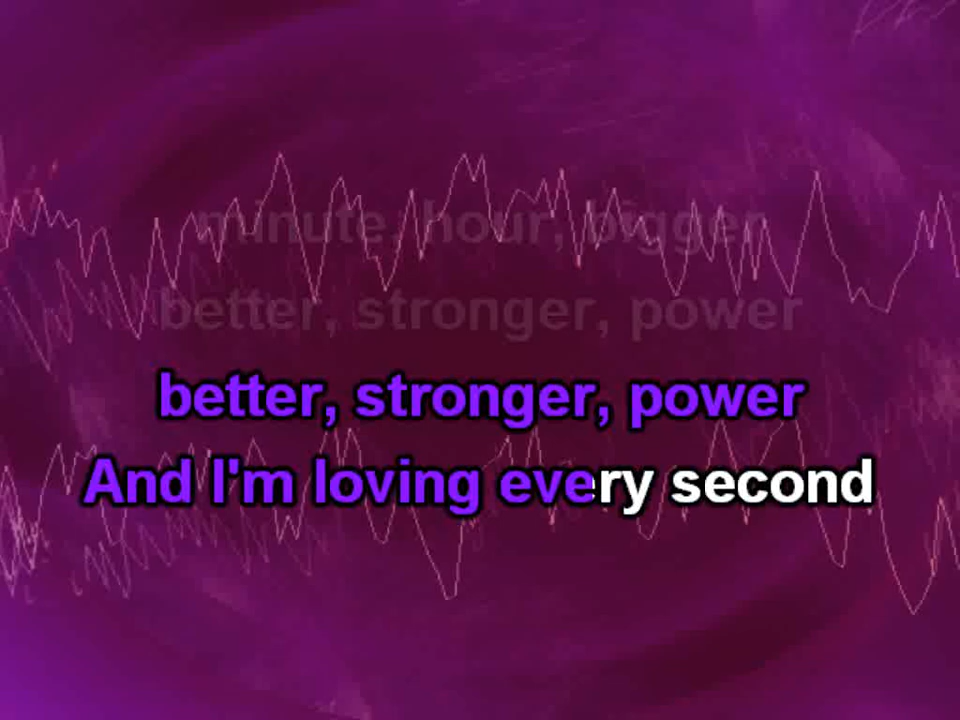 minute, hour, bigger
better, stronger, power
better, stronger, power
And I'm loving every second